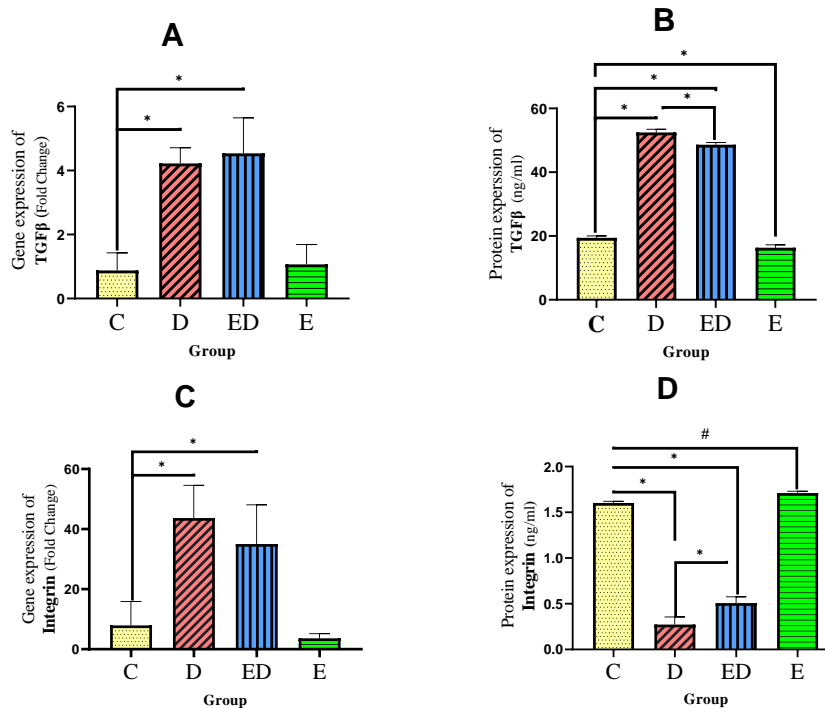 A
*
*
Gene expression of
TGFβ (Fold Change)
6
4
2
0
C D ED E
Group
B
*
*
*
*
Protein experssion of
TGFβ (ng/ml)
60
40
20
0
C D ED E
Group
C
*
*
Gene expression of
Integrin (Fold Change)
60
40
20
0
C D ED E
Group
D
#
*
*
*
Protein expression of
Integrin (ng/ml)
2.0
1.5
1.0
0.5
0.0
C D ED E
Group